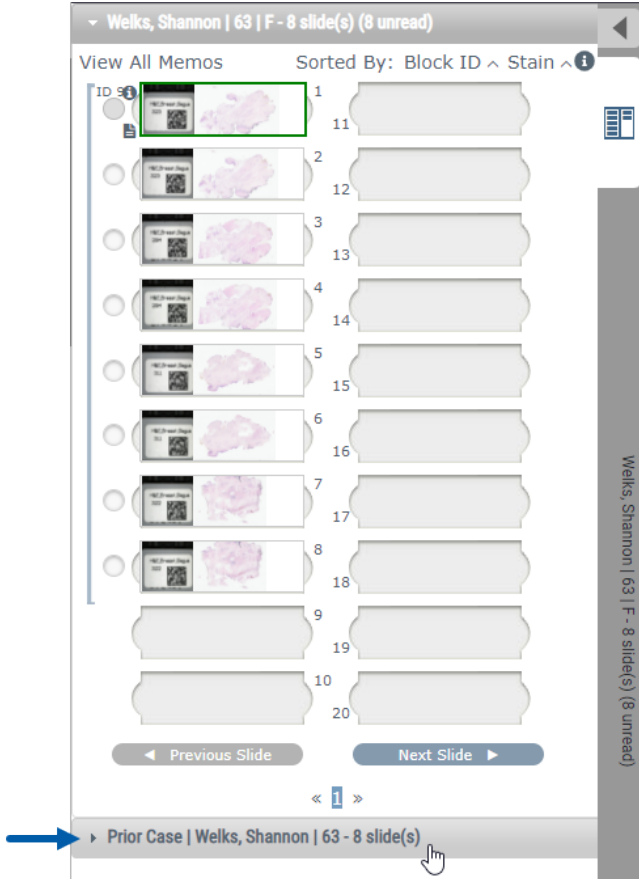 Welks, Shannon | 63 | F - 8 slide(s) (8 unread)
View All Memos Sorted By: Block ID Stain
ID
1
11
2
12
3
13
4
14
5
15
6
16
7
17
8
18
9
19
10
20
Previous Slide Next Slide
« 1 »
Prior Case | Welks, Shannon | 63 - 8 slide(s)
Welks, Shannon | 63 | F - 8 slide(s) (8 unread)